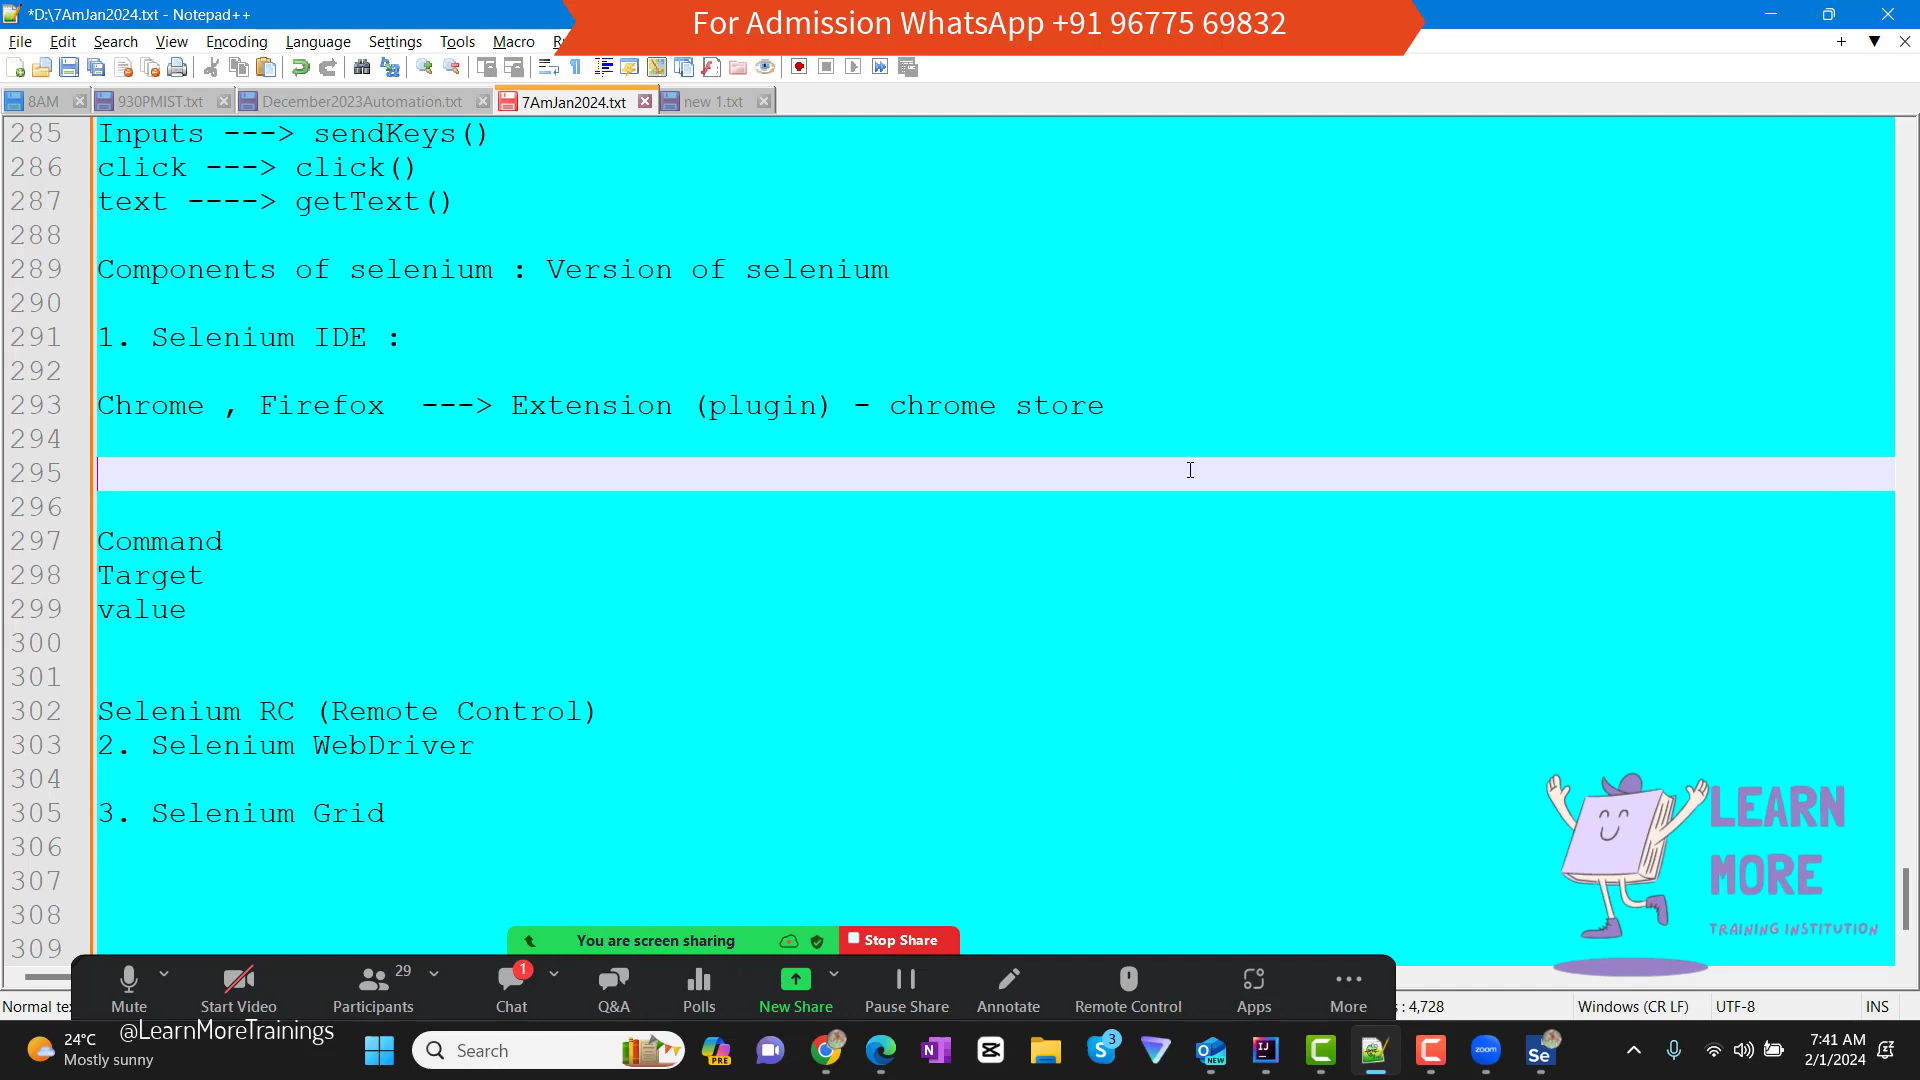 *D:\7AmJan2024.txt - Notepad++
For Admission WhatsApp +91 96775 69832
File Edit Search View Encoding Language Settings Tools Macro
8AM 930PMIST.txt December2023Automation.txt 7AmJan2024.txt new 1.txt
285 Inputs ---> sendKeys()
286 click ---> click()
287 text ----> getText()
288
289 Components of selenium : Version of selenium
290
291 1. Selenium IDE :
292
293 Chrome , Firefox ---> Extension (plugin) - chrome store
294
295
296
297 Command
298 Target
299 value
300
301
302 Selenium RC (Remote Control)
303 2. Selenium WebDriver
304
305 3. Selenium Grid
306
307
308
309
LEARN
MORE
TRAINING INSTITUTION
You are screen sharing Stop Share
29 1
Mute Start Video Participants Chat Q&A Polls New Share Pause Share Annotate Remote Control Apps More
Normal te : 4,728 Windows (CR LF) UTF-8 INS
@LearnMoreTrainings
24°C
Mostly sunny
Search
PRE
NEW
zoom
Se
3
7:41 AM
2/1/2024